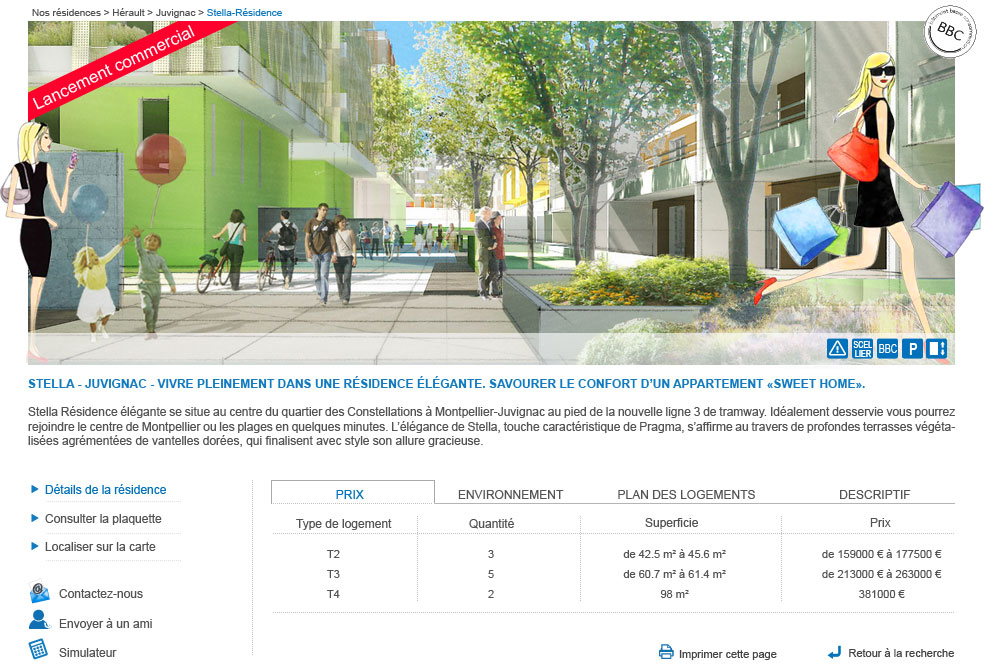 Nos résidences > Hérault > Juvignac > Stella-Résidence
Lancement commercial
BBC
SCEL
LIER
BBC
P
STELLA - JUVIGNAC - VIVRE PLEINEMENT DANS UNE RÉSIDENCE ÉLÉGANTE. SAVOURER LE CONFORT D'UN APPARTEMENT «SWEET HOME».
Stella Résidence élégante se situe au centre du quartier des Constellations à Montpellier-Juvignac au pied de la nouvelle ligne 3 de tramway. Idéalement desservie vous pourrez
rejoindre le centre de Montpellier ou les plages en quelques minutes. L'élégance de Stella, touche caractéristique de Pragma, s'affirme au travers de profondes terrasses végéta-
lisées agrémentées de vantelles dorées, qui finalisent avec style son allure gracieuse.
Détails de la résidence
Consulter la plaquette
Localiser sur la carte
Contactez-nous
Envoyer à un ami
Simulateur
PRIX ENVIRONNEMENT PLAN DES LOGEMENTS DESCRIPTIF
Type de logement Quantité Superficie Prix
T2 3 de 42.5 m² à 45.6 m² de 159000 € à 177500 €
T3 5 de 60.7 m² à 61.4 m² de 213000 € à 263000 €
T4 2 98 m² 381000 €
Imprimer cette page Retour à la recherche